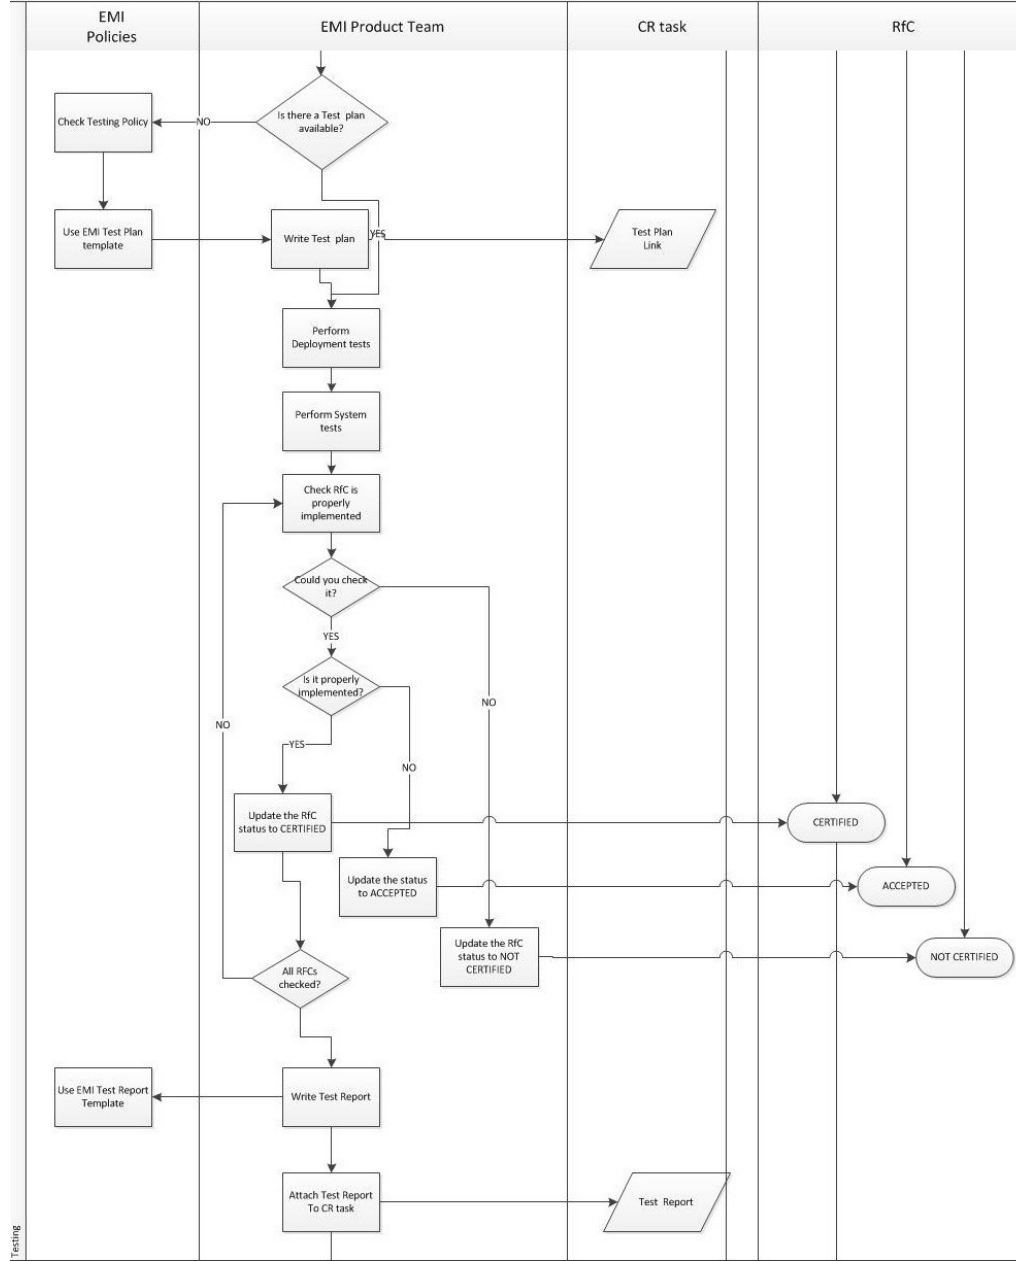 EMI
Policies
EMI Product Team
CR task
RfC
Is there a Test plan
available?
Check Testing Policy
NO
Use EMI Test Plan
template
Write Test plan
YES
Test Plan
Link
Perform
Deployment tests
Perform System
tests
Check RfC is
properly
implemented
Could you check
it?
YES
Is it properly
implemented?
NO
NO
YES
NO
Update the RfC
status to CERTIFIED
CERTIFIED
Update the status
to ACCEPTED
ACCEPTED
Update the RfC
status to NOT
CERTIFIED
NOT CERTIFIED
All RFCs
checked?
Use EMI Test Report
Template
Write Test Report
Attach Test Report
To CR task
Test Report
Testing